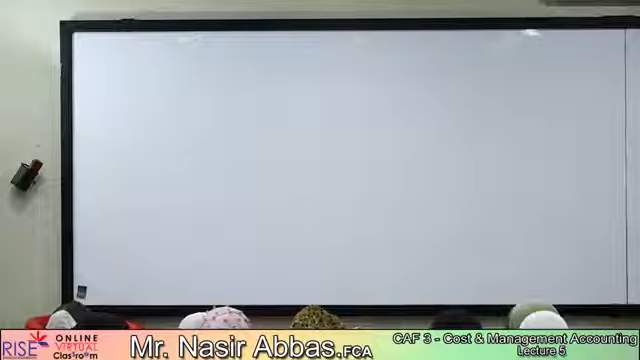 RISE
ONLINE
VIRTUAL
Classroom
Mr. Nasir Abbas.FCA
CAF 3 - Cost & Management Accounting
Lecture 5